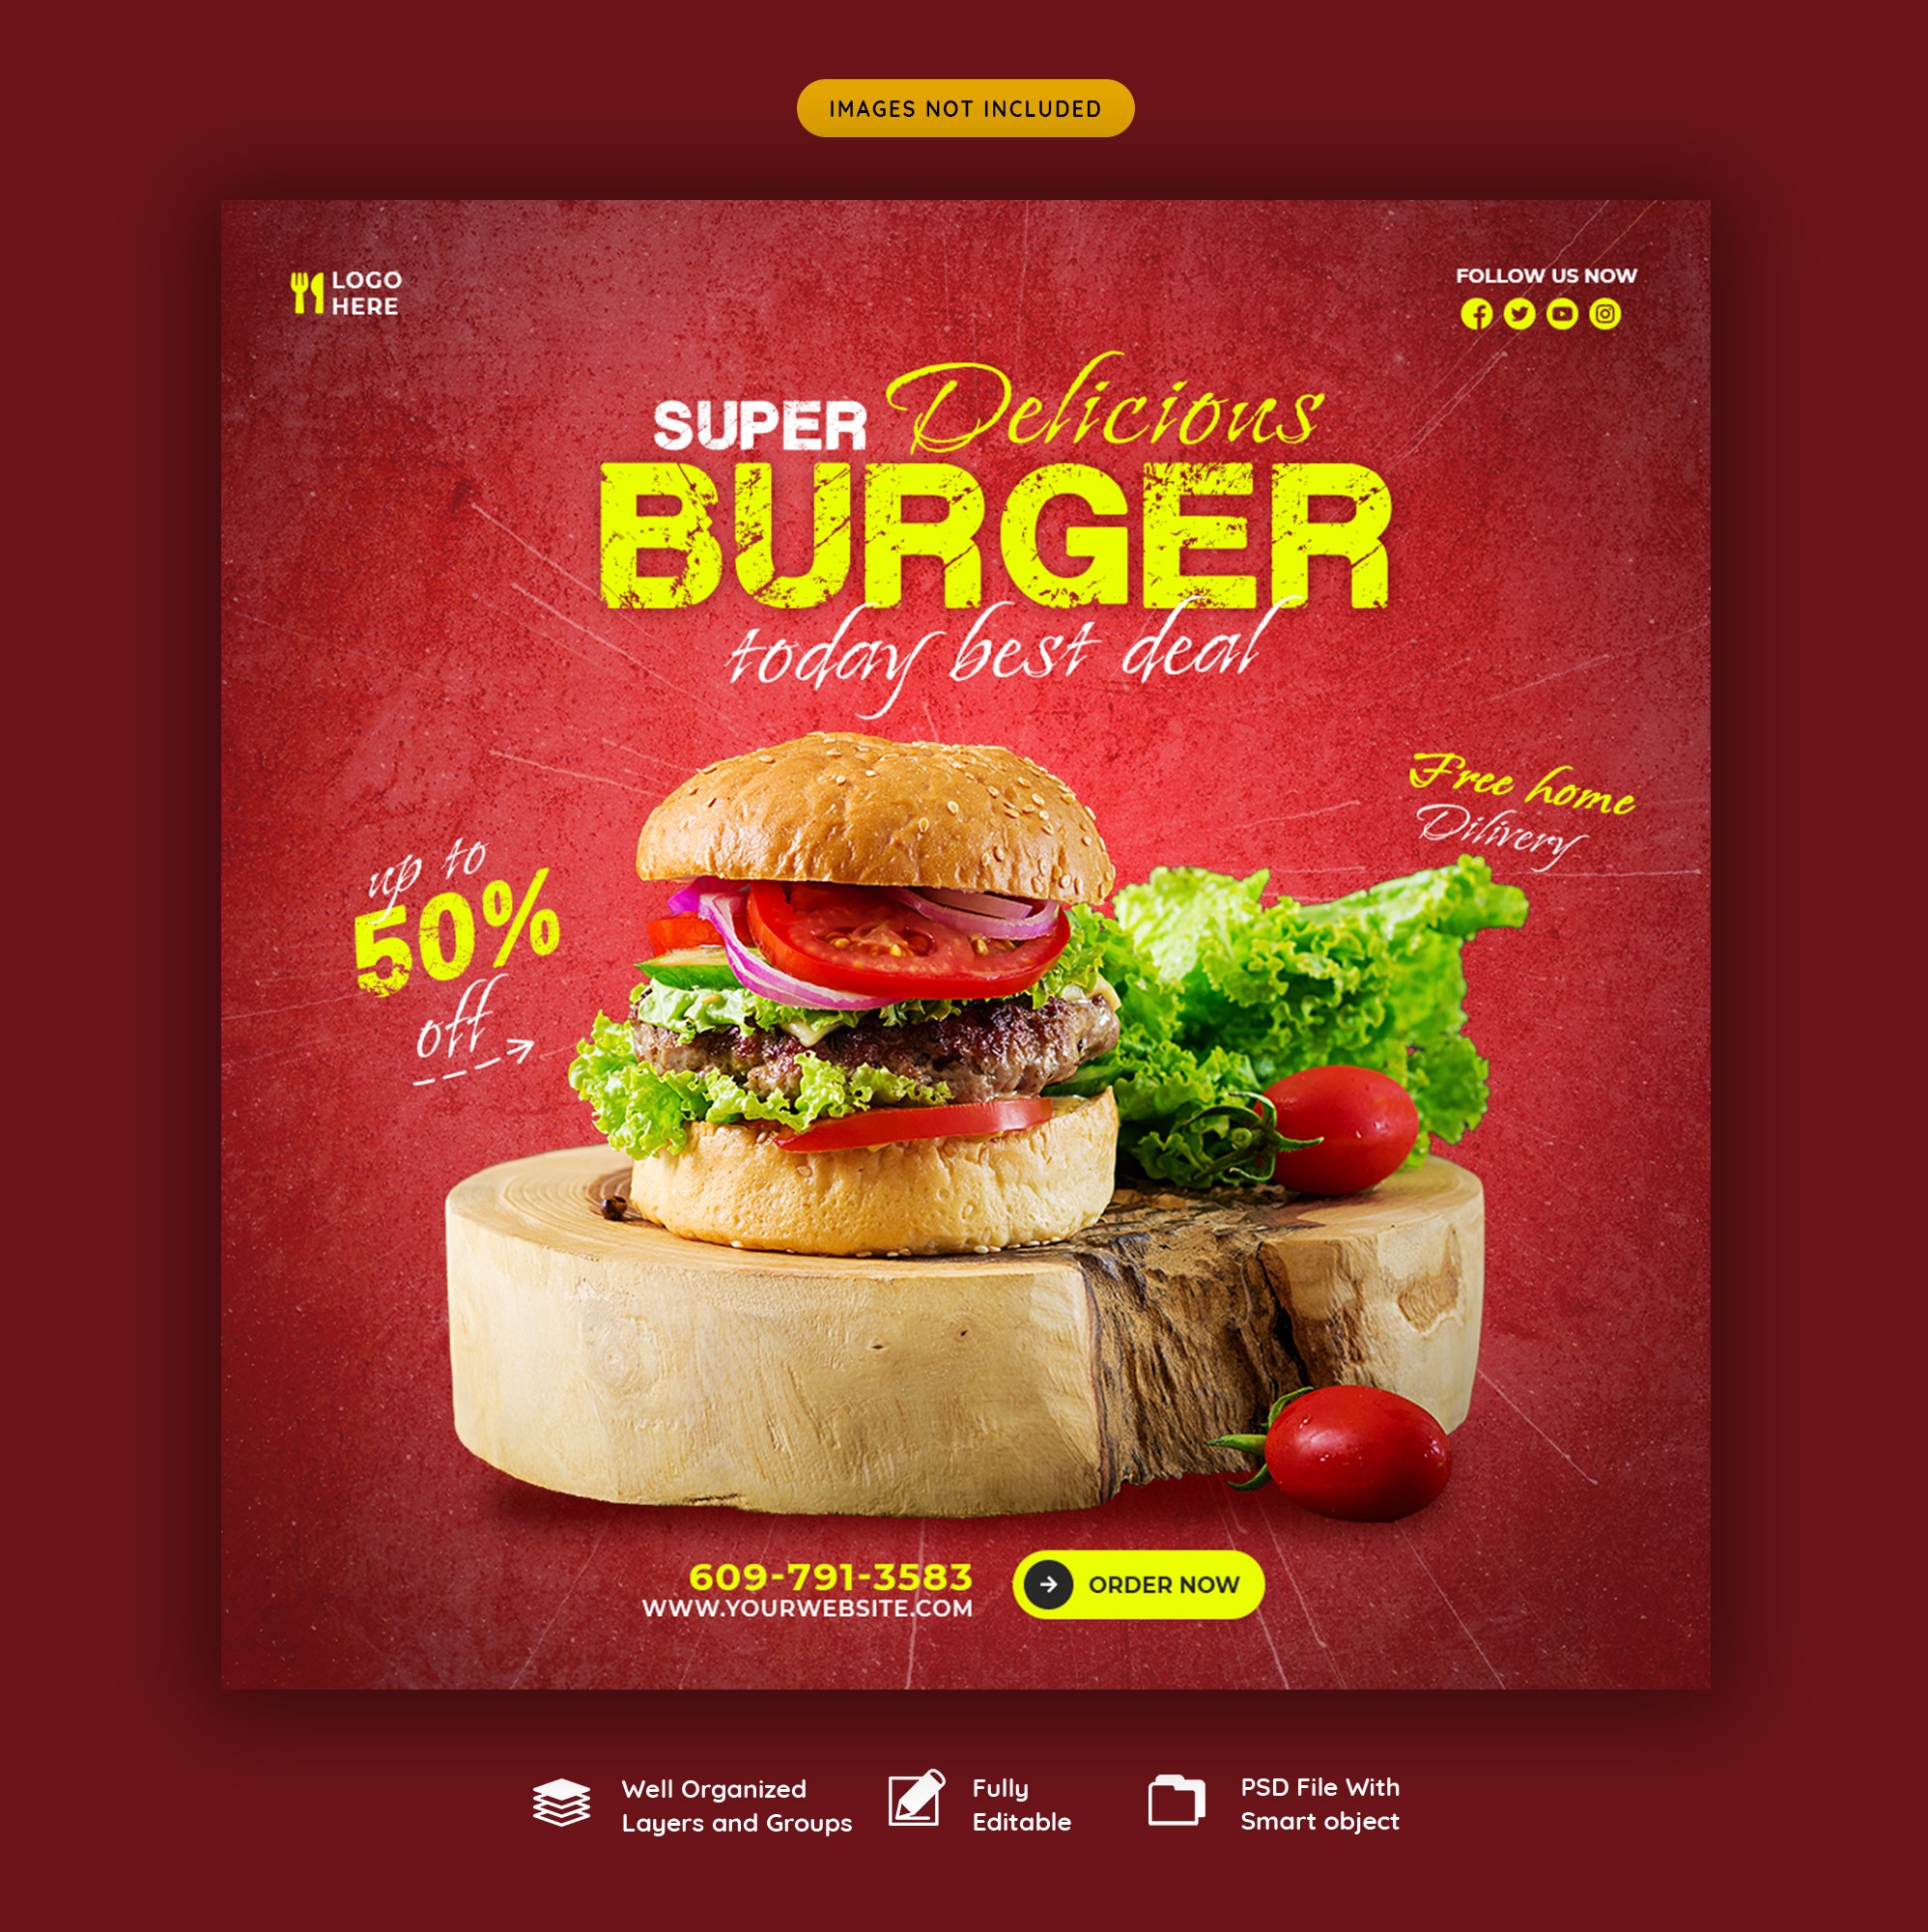 IMAGES NOT INCLUDED
LOGO
HERE
FOLLOW US NOW
SUPER Delicious
BURGER
today best deal
Free home
Dilivery
up to
50%
off
609-791-3583
WWW.YOURWEBSITE.COM
ORDER NOW
Well Organized
Layers and Groups
Fully
Editable
PSD File With
Smart object